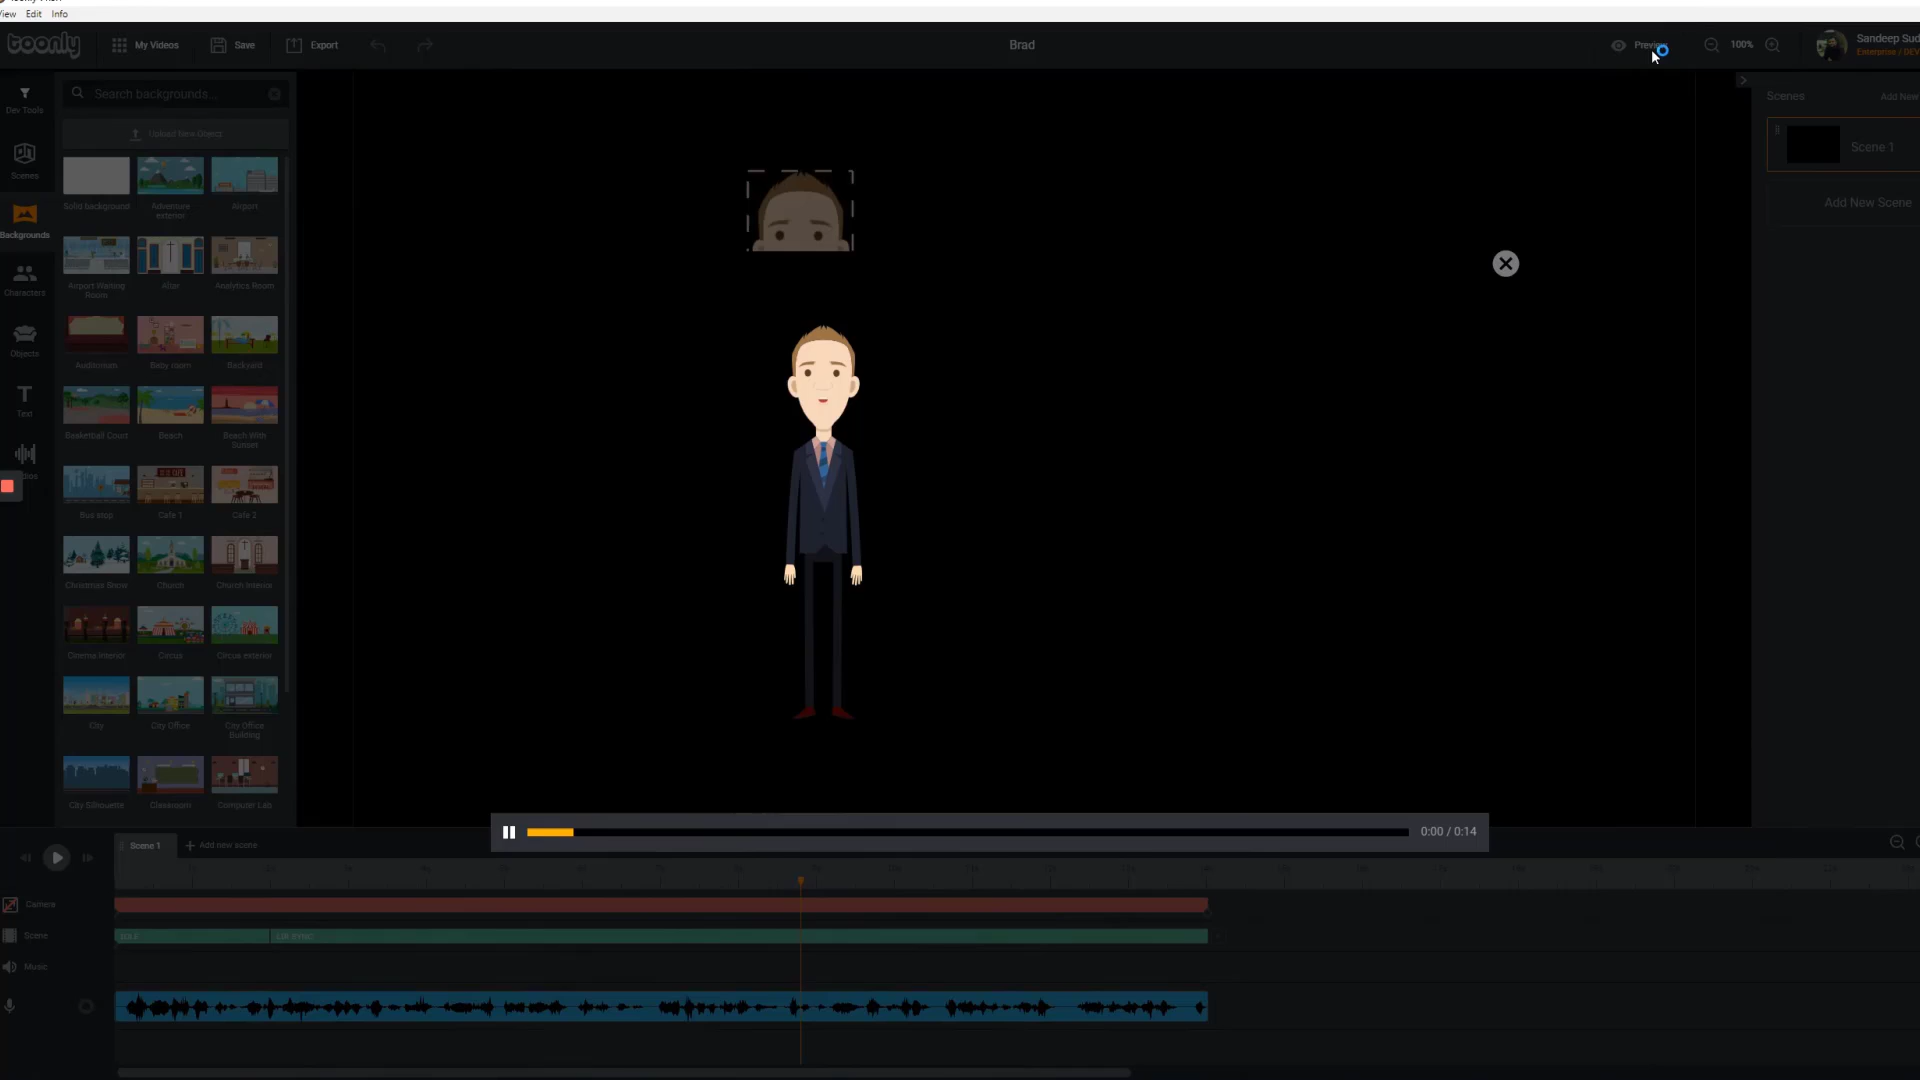 View Edit Info
toonly
My Videos
Save
Export
Brad
Preview
100%
Sandeep Sud
Enterprise / DEV
Search backgrounds...
Upload New Object
Dev Tools
Scenes
Backgrounds
Characters
Objects
Text
Solid background
Adventure exterior
Airport
Airport Waiting Room
Altar
Analytics Room
Auditorium
Baby room
Backyard
Basketball Court
Beach
Beach With Sunset
Bus stop
Cafe 1
Cafe 2
Christmas Snow
Church
Church Interior
Cinema Interior
Circus
Circus exterior
City
City Office
City Office Building
City Silhouette
Classroom
Computer Lab
Scenes
Add New
Scene 1
Add New Scene
0:00 / 0:14
Scene 1
Add new scene
Camera
Scene
IDLE
LIP SYNC
Music